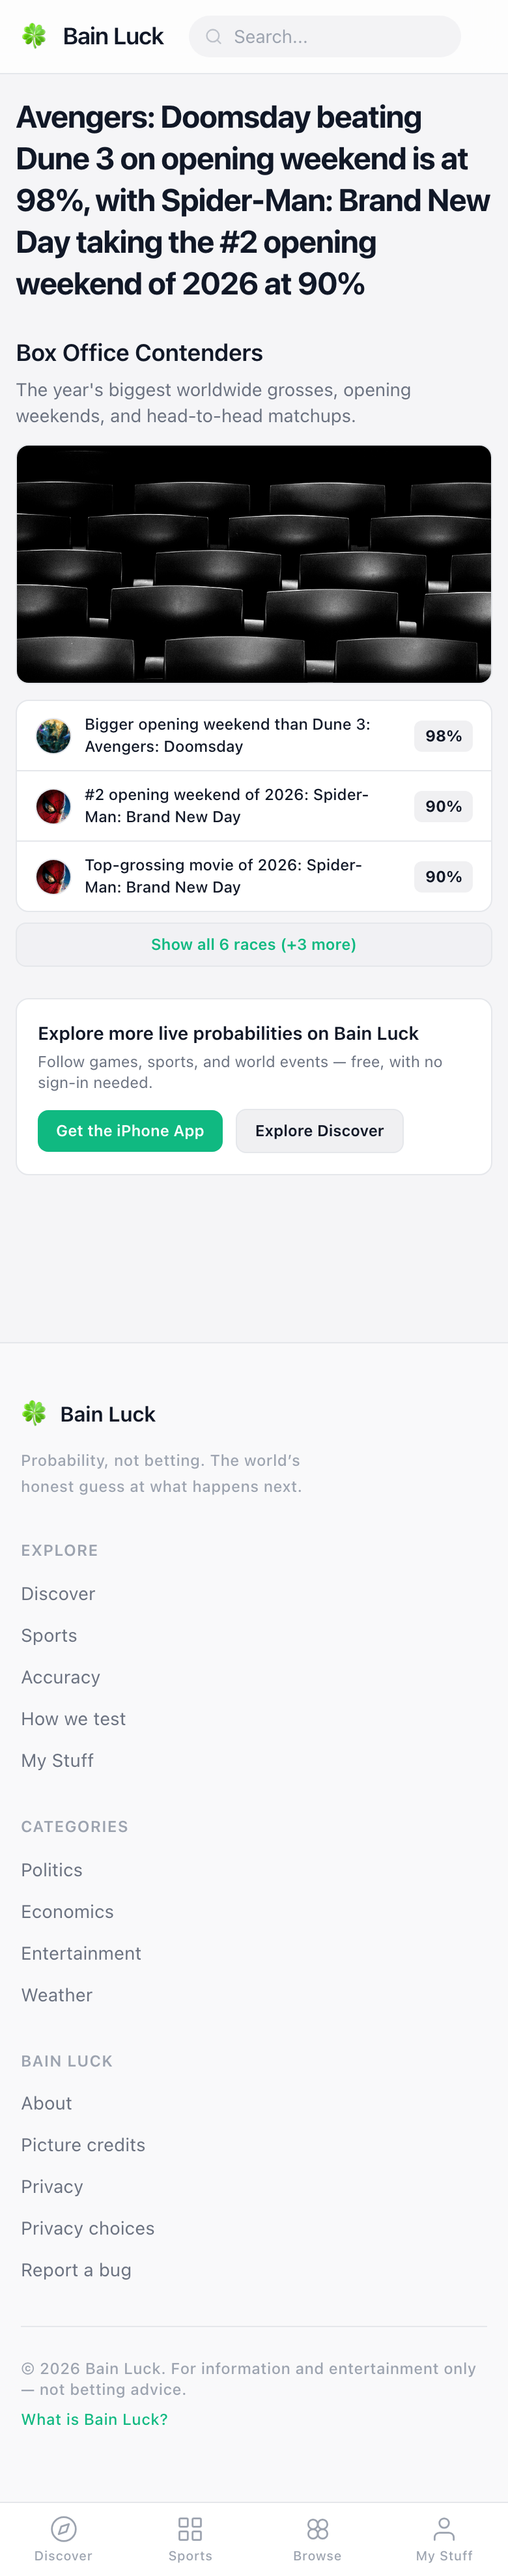 Bain Luck
Search...
Avengers: Doomsday beating
Dune 3 on opening weekend is at
98%, with Spider-Man: Brand New
Day taking the #2 opening
weekend of 2026 at 90%
Box Office Contenders
The year's biggest worldwide grosses, opening
weekends, and head-to-head matchups.
Bigger opening weekend than Dune 3:
Avengers: Doomsday
98%
#2 opening weekend of 2026: Spider-
Man: Brand New Day
90%
Top-grossing movie of 2026: Spider-
Man: Brand New Day
90%
Show all 6 races (+3 more)
Explore more live probabilities on Bain Luck
Follow games, sports, and world events — free, with no
sign-in needed.
Get the iPhone App
Explore Discover
Bain Luck
Probability, not betting. The world’s
honest guess at what happens next.
EXPLORE
Discover
Sports
Accuracy
How we test
My Stuff
CATEGORIES
Politics
Economics
Entertainment
Weather
BAIN LUCK
About
Picture credits
Privacy
Privacy choices
Report a bug
© 2026 Bain Luck. For information and entertainment only
— not betting advice.
What is Bain Luck?
Discover
Sports
Browse
My Stuff